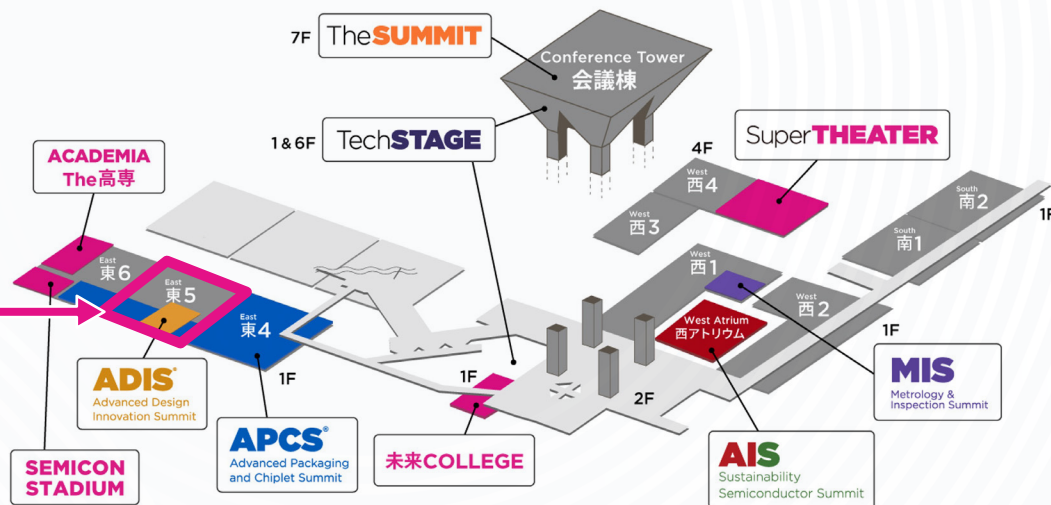 7F
TheSUMMIT
Conference Tower
会議棟
1 & 6F
TechSTAGE
4F
SuperTHEATER
ACADEMIA
The高専
West
西4
West
西3
South
南2
1F
South
南1
East
東6
East
東5
East
東4
1F
West
西1
West
西2
1F
West Atrium
西アトリウム
2F
1F
ADIS®
Advanced Design
Innovation Summit
APCS®
Advanced Packaging
and Chiplet Summit
SEMICON
STADIUM
未来COLLEGE
MIS
Metrology &
Inspection Summit
AIS
Sustainability
Semiconductor Summit